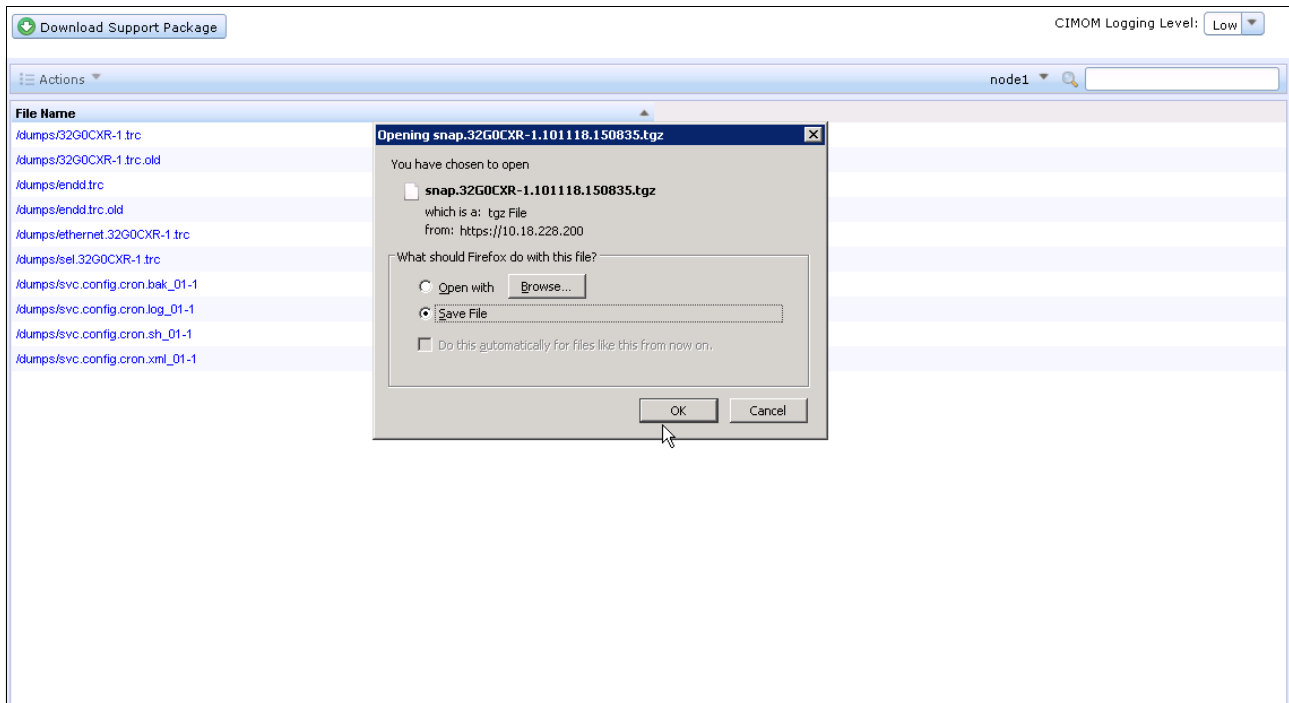 Download Support Package
CIMOM Logging Level: Low
Actions
node1
File Name
/dumps/32G0CXR-1.trc
/dumps/32G0CXR-1.trc.old
/dumps/endd.trc
/dumps/endd.trc.old
/dumps/ethernet.32G0CXR-1.trc
/dumps/sel.32G0CXR-1.trc
/dumps/svc.config.cron.bak_01-1
/dumps/svc.config.cron.log_01-1
/dumps/svc.config.cron.sh_01-1
/dumps/svc.config.cron.xml_01-1
Opening snap.32G0CXR-1.101118.150835.tgz
You have chosen to open
snap.32G0CXR-1.101118.150835.tgz
which is a: tgz File
from: https://10.18.228.200
What should Firefox do with this file?
Open with Browse...
Save File
Do this automatically for files like this from now on.
OK Cancel